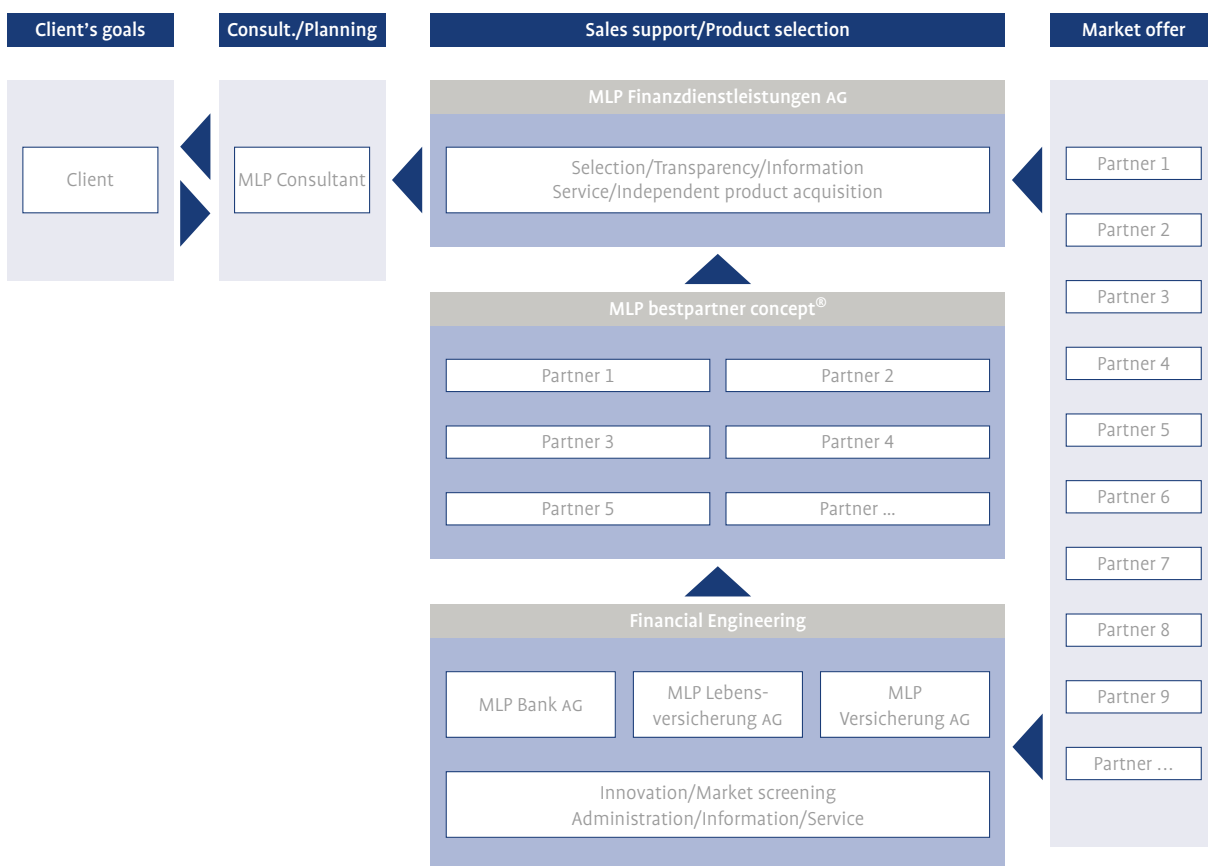 Client's goals
Consult./Planning
Sales support/Product selection
Market offer
Client
MLP Consultant
MLP Finanzdienstleistungen AG
Selection/Transparency/Information
Service/Independent product acquisition
MLP bestpartner concept®
Partner 1
Partner 2
Partner 3
Partner 4
Partner 5
Partner ...
Financial Engineering
MLP Bank AG
MLP Lebens-
versicherung AG
MLP
Versicherung AG
Innovation/Market screening
Administration/Information/Service
Partner 1
Partner 2
Partner 3
Partner 4
Partner 5
Partner 6
Partner 7
Partner 8
Partner 9
Partner ...